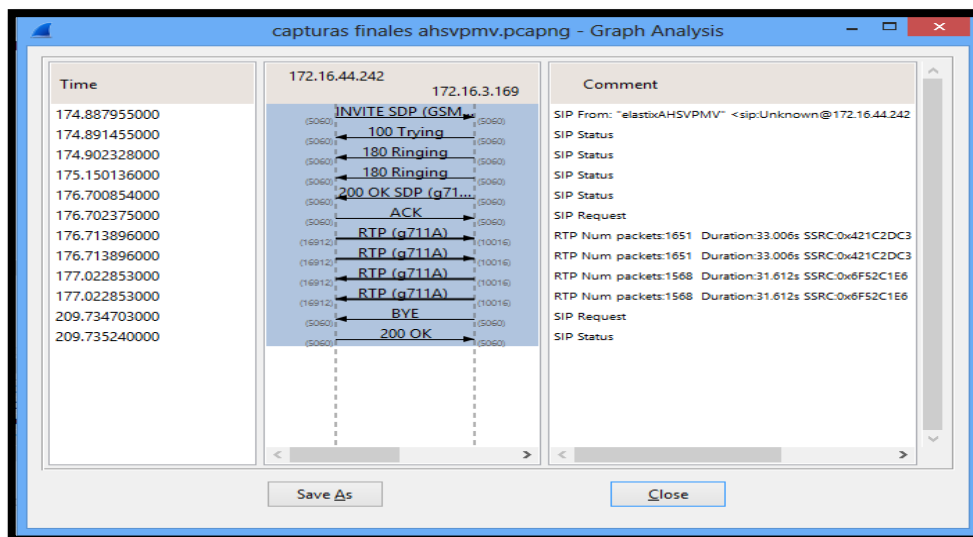 capturas finales ahsvpmv.pcapng - Graph Analysis
Time
172.16.44.242
172.16.3.169
Comment
174.887955000 (5060) INVITE SDP (GSM... (5060) SIP From: "elastixAHSVPMV" <sip:Unknown@172.16.44.242
174.891455000 (5060) 100 Trying (5060) SIP Status
174.902328000 (5060) 180 Ringing (5060) SIP Status
175.150136000 (5060) 180 Ringing (5060) SIP Status
176.700854000 (5060) 200 OK SDP (g71... (5060) SIP Status
176.702375000 (5060) ACK (5060) SIP Request
176.713896000 (16912) RTP (g711A) (10016) RTP Num packets:1651 Duration:33.006s SSRC:0x421C2DC3
176.713896000 (16912) RTP (g711A) (10016) RTP Num packets:1651 Duration:33.006s SSRC:0x421C2DC3
177.022853000 (16912) RTP (g711A) (10016) RTP Num packets:1568 Duration:31.612s SSRC:0x6F52C1E6
177.022853000 (16912) RTP (g711A) (10016) RTP Num packets:1568 Duration:31.612s SSRC:0x6F52C1E6
209.734703000 (5060) BYE (5060) SIP Request
209.735240000 (5060) 200 OK (5060) SIP Status
Save As
Close